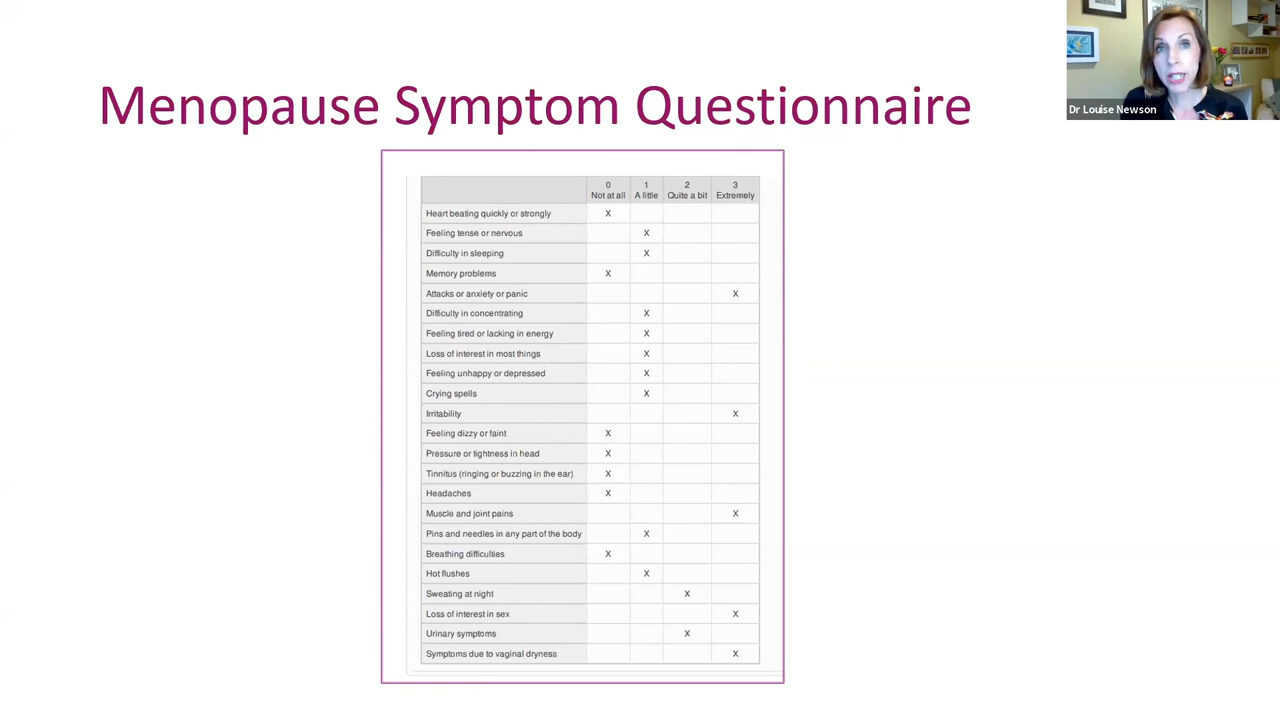 Menopause Symptom Questionnaire
Dr Louise Newson
0 1 2 3
Not at all A little Quite a bit Extremely
Heart beating quickly or strongly X
Feeling tense or nervous X
Difficulty in sleeping X
Memory problems X
Attacks or anxiety or panic X
Difficulty in concentrating X
Feeling tired or lacking in energy X
Loss of interest in most things X
Feeling unhappy or depressed X
Crying spells X
Irritability X
Feeling dizzy or faint X
Pressure or tightness in head X
Tinnitus (ringing or buzzing in the ear) X
Headaches X
Muscle and joint pains X
Pins and needles in any part of the body X
Breathing difficulties X
Hot flushes X
Sweating at night X
Loss of interest in sex X
Urinary symptoms X
Symptoms due to vaginal dryness X